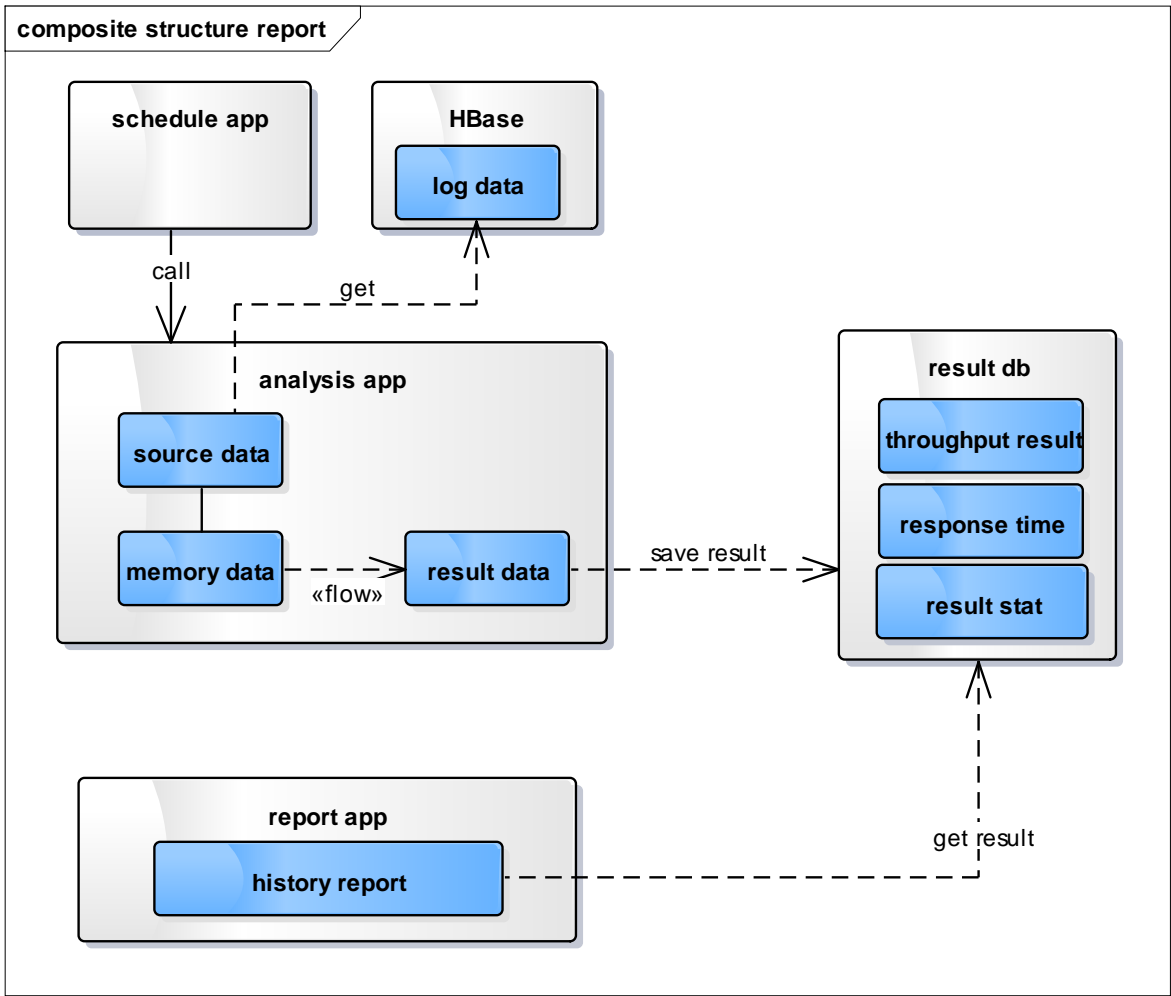 composite structure report
schedule app
HBase
log data
call
get
analysis app
source data
memory data
«flow»
result data
save result
result db
throughput result
response time
result stat
report app
history report
get result